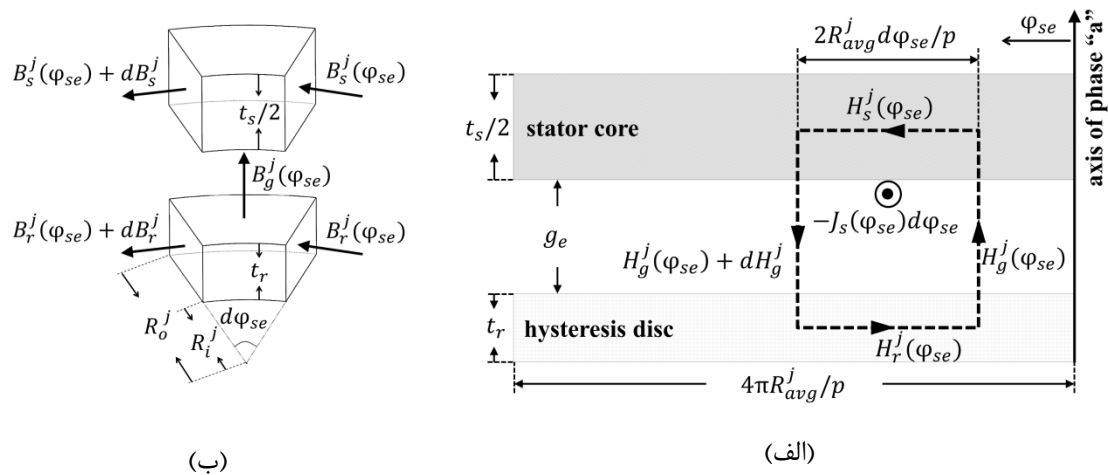 B_s^j(φ_se) + dB_s^j
B_s^j(φ_se)
t_s/2
B_g^j(φ_se)
B_r^j(φ_se) + dB_r^j
B_r^j(φ_se)
t_r
dφ_se
R_o^j
R_i^j
(ب)
φ_se
axis of phase “a”
2R_avg^j dφ_se/p
t_s/2
stator core
H_s^j(φ_se)
−J_s(φ_se)dφ_se
g_e
H_g^j(φ_se) + dH_g^j
H_g^j(φ_se)
t_r
hysteresis disc
H_r^j(φ_se)
4πR_avg^j/p
(الف)